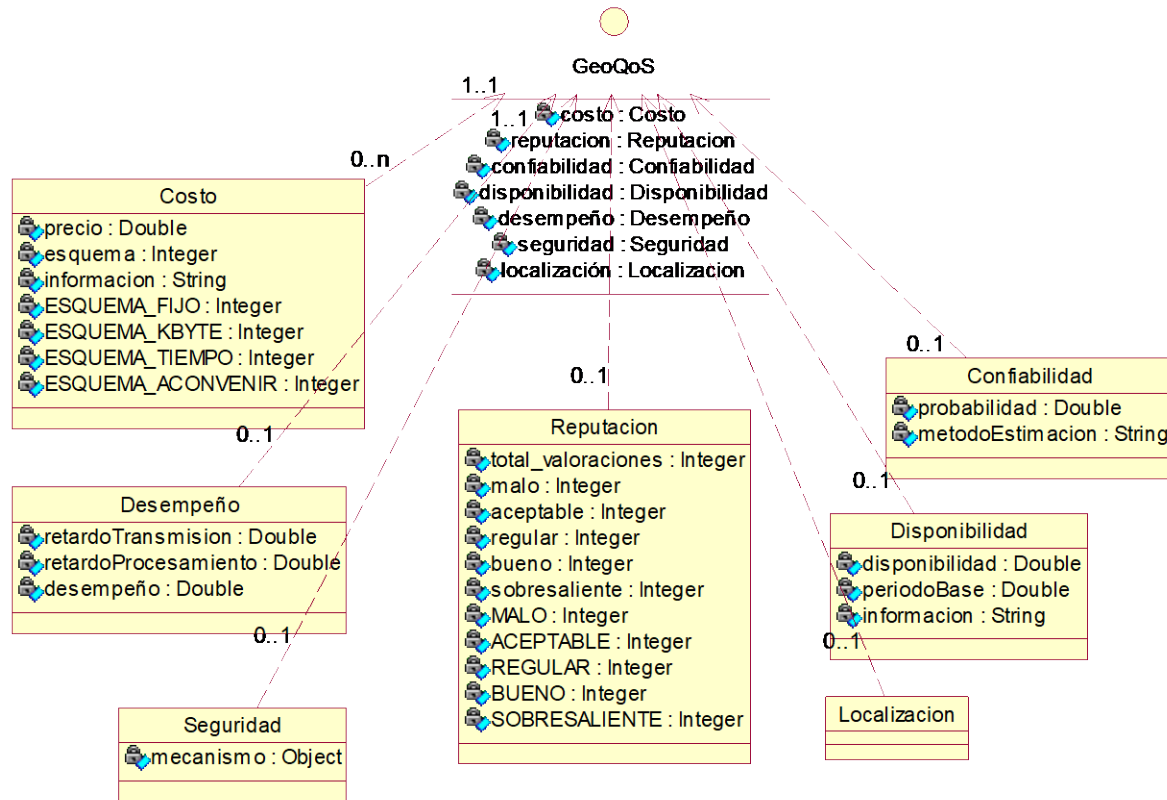 GeoQoS
1..1
costo : Costo
1..1
reputacion : Reputacion
confiabilidad : Confiabilidad
disponibilidad : Disponibilidad
desempeño : Desempeño
seguridad : Seguridad
localización : Localizacion
0..n
Costo
precio : Double
esquema : Integer
informacion : String
ESQUEMA_FIJO : Integer
ESQUEMA_KBYTE : Integer
ESQUEMA_TIEMPO : Integer
ESQUEMA_ACONVENIR : Integer
0..1
Desempeño
retardoTransmision : Double
retardoProcesamiento : Double
desempeño : Double
0..1
Seguridad
mecanismo : Object
0..1
Reputacion
total_valoraciones : Integer
malo : Integer
aceptable : Integer
regular : Integer
bueno : Integer
sobresaliente : Integer
MALO : Integer
ACEPTABLE : Integer
REGULAR : Integer
BUENO : Integer
SOBRESALIENTE : Integer
0..1
Confiabilidad
probabilidad : Double
metodoEstimacion : String
0..1
Disponibilidad
disponibilidad : Double
periodoBase : Double
informacion : String
0..1
Localizacion